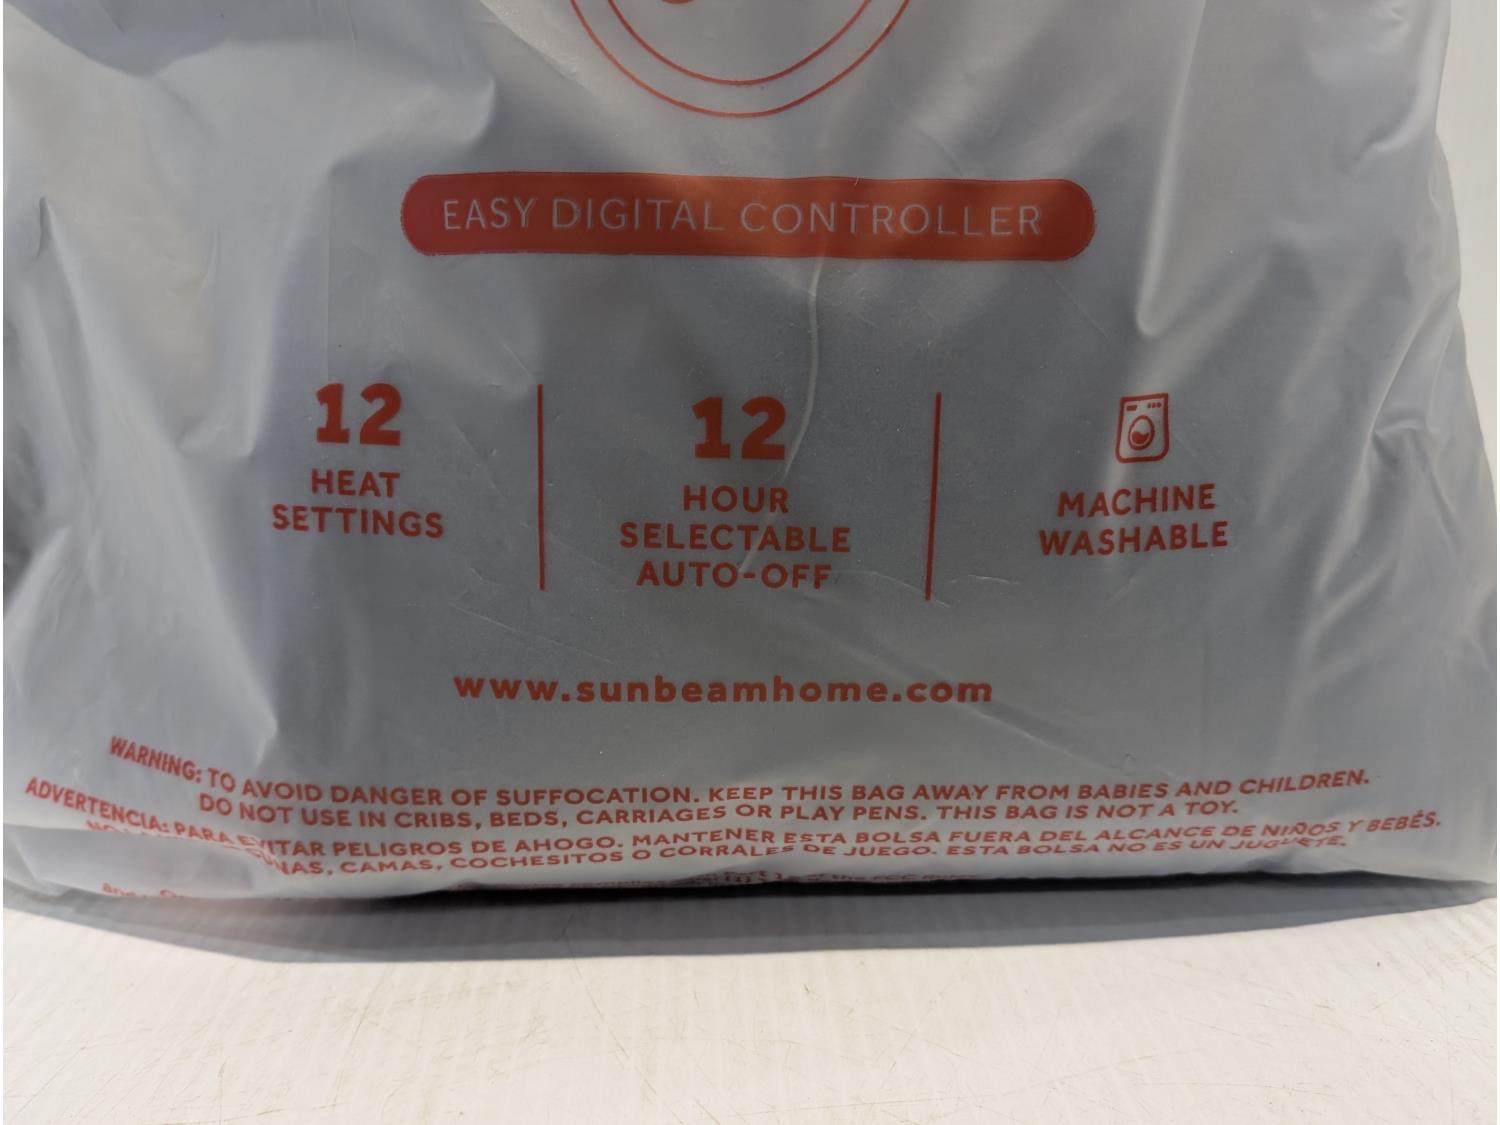 EASY DIGITAL CONTROLLER
12
HEAT
SETTINGS
12
HOUR
SELECTABLE
AUTO-OFF
MACHINE
WASHABLE
www.sunbeamhome.com
WARNING: TO AVOID DANGER OF SUFFOCATION. KEEP THIS BAG AWAY FROM BABIES AND CHILDREN.
DO NOT USE IN CRIBS, BEDS, CARRIAGES OR PLAY PENS. THIS BAG IS NOT A TOY.
ADVERTENCIA: PARA EVITAR PELIGROS DE AHOGO. MANTENER ESTA BOLSA FUERA DEL ALCANCE DE NIÑOS Y BEBÉS.
CAMAS, COCHESITOS O CORRALES DE JUEGO. ESTA BOLSA NO ES UN JUGUETE.
of the FCC